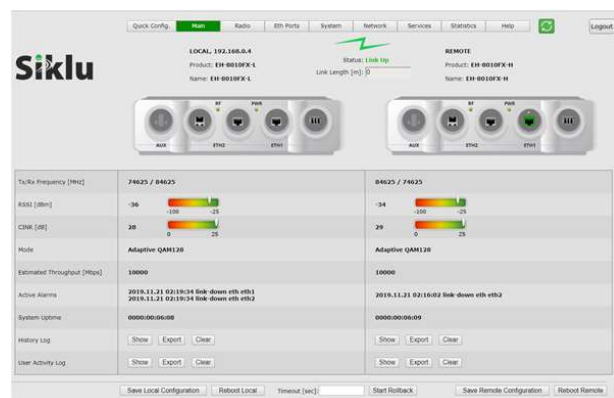 Quick Config. Main Radio Eth Ports System Network Services Statistics Help Logout
Siklu
LOCAL, 192.168.0.4
Product: EH-8010FX-L
Name: EH-8010FX-L
Status: Link Up
Link Length [m]: 0
REMOTE
Product: EH-8010FX-H
Name: EH-8010FX-H
RF PWR
AUX ETH2 ETH1
RF PWR
AUX ETH2 ETH1
Tx/Rx Frequency [MHz] 74625 / 84625 84625 / 74625
RSSI [dBm] -36 -100 -25 -34 -100 -25
CINR [dB] 28 0 25 29 0 25
Mode Adaptive QAM128 Adaptive QAM128
Estimated Throughput [Mbps] 10000 10000
Active Alarms 2019.11.21 02:19:34 link-down eth eth1 2019.11.21 02:16:02 link-down eth eth2
2019.11.21 02:19:34 link-down eth eth2
System Uptime 0000:00:06:08 0000:00:06:09
History Log Show Export Clear Show Export Clear
User Activity Log Show Export Clear Show Export Clear
Save Local Configuration Reboot Local Timeout [sec]: Start Rollback Save Remote Configuration Reboot Remote